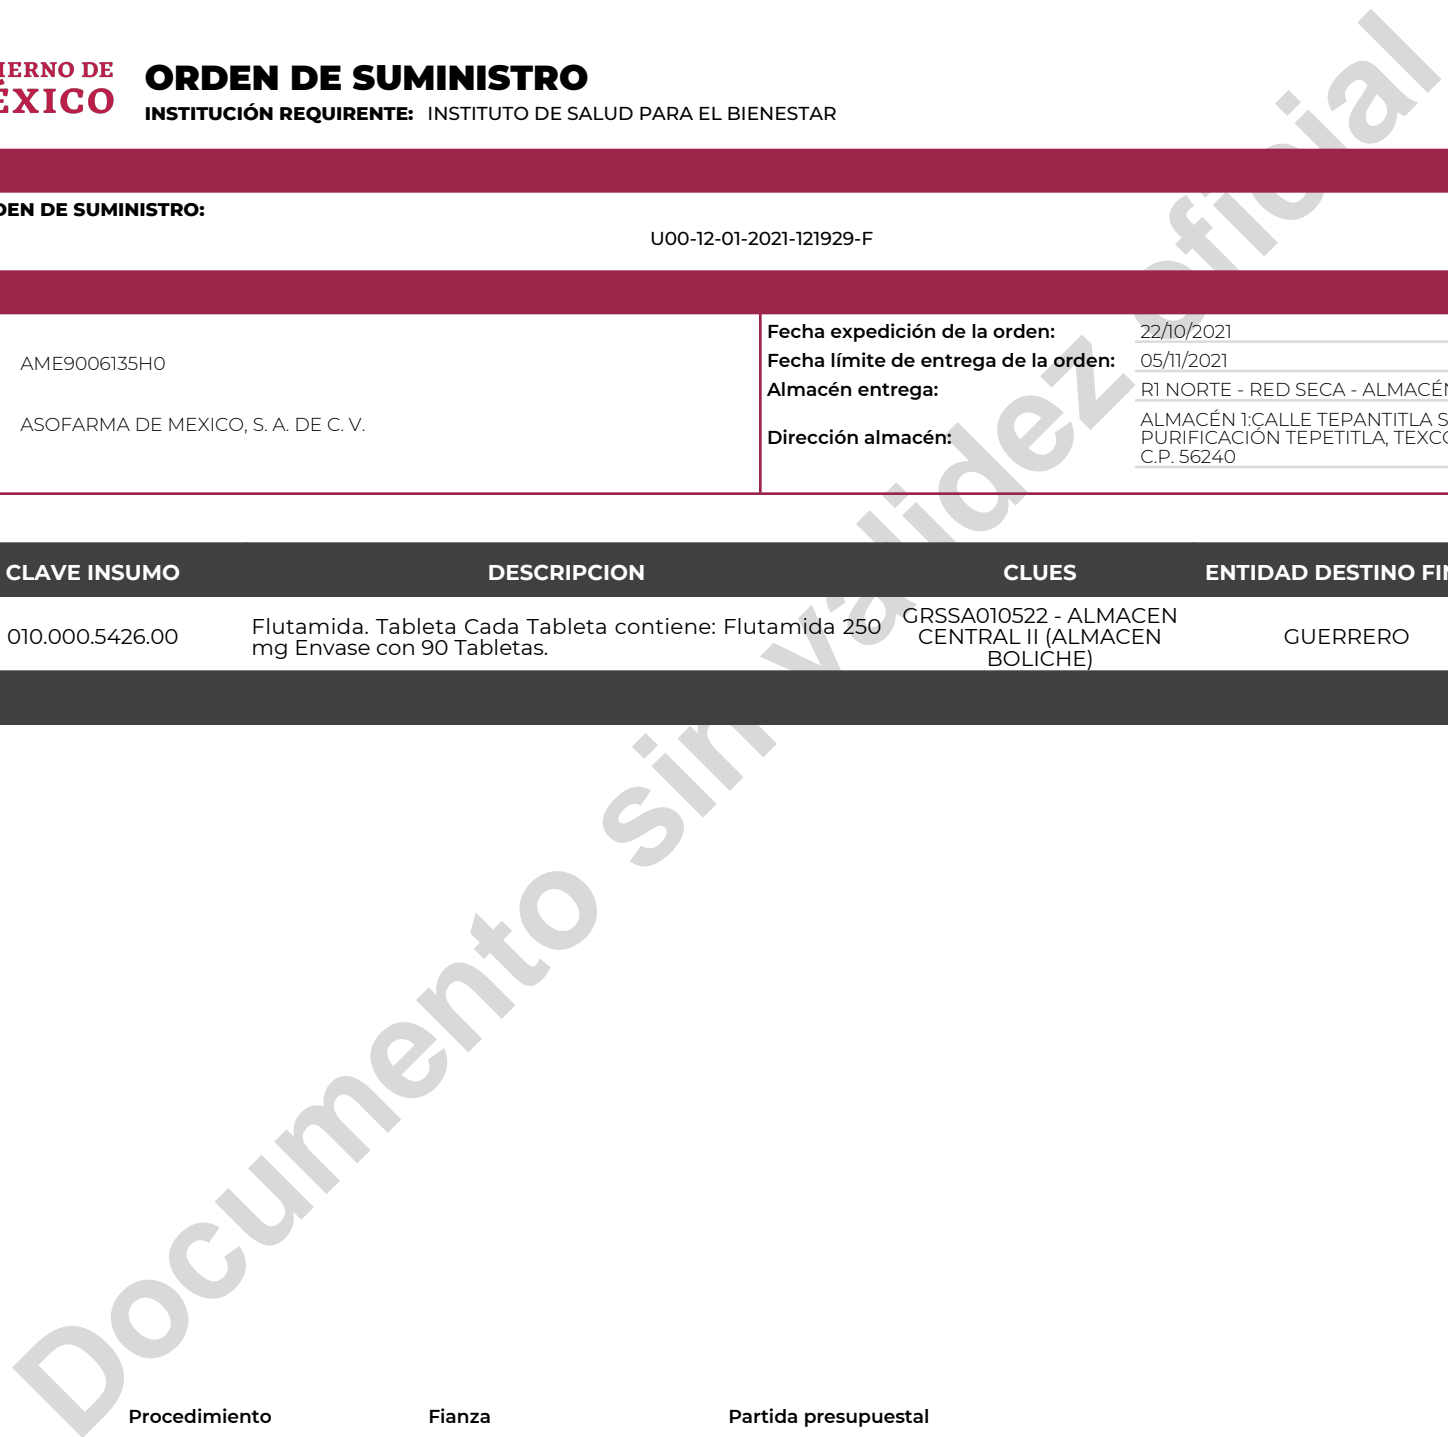 IERNO DE
ÉXICO
ORDEN DE SUMINISTRO
INSTITUCIÓN REQUIRENTE: INSTITUTO DE SALUD PARA EL BIENESTAR
DEN DE SUMINISTRO:
U00-12-01-2021-121929-F
AME9006135H0
ASOFARMA DE MEXICO, S. A. DE C. V.
Fecha expedición de la orden: 22/10/2021
Fecha límite de entrega de la orden: 05/11/2021
Almacén entrega: R1 NORTE - RED SECA - ALMACÉN
Dirección almacén: ALMACÉN 1:CALLE TEPANTITLA S
PURIFICACIÓN TEPETITLA, TEXCO
C.P. 56240
CLAVE INSUMO DESCRIPCION CLUES ENTIDAD DESTINO FIN
010.000.5426.00
Flutamida. Tableta Cada Tableta contiene: Flutamida 250
mg Envase con 90 Tabletas.
GRSSA010522 - ALMACEN
CENTRAL II (ALMACEN
BOLICHE)
GUERRERO
Documento sin validez oficial
Procedimiento Fianza Partida presupuestal